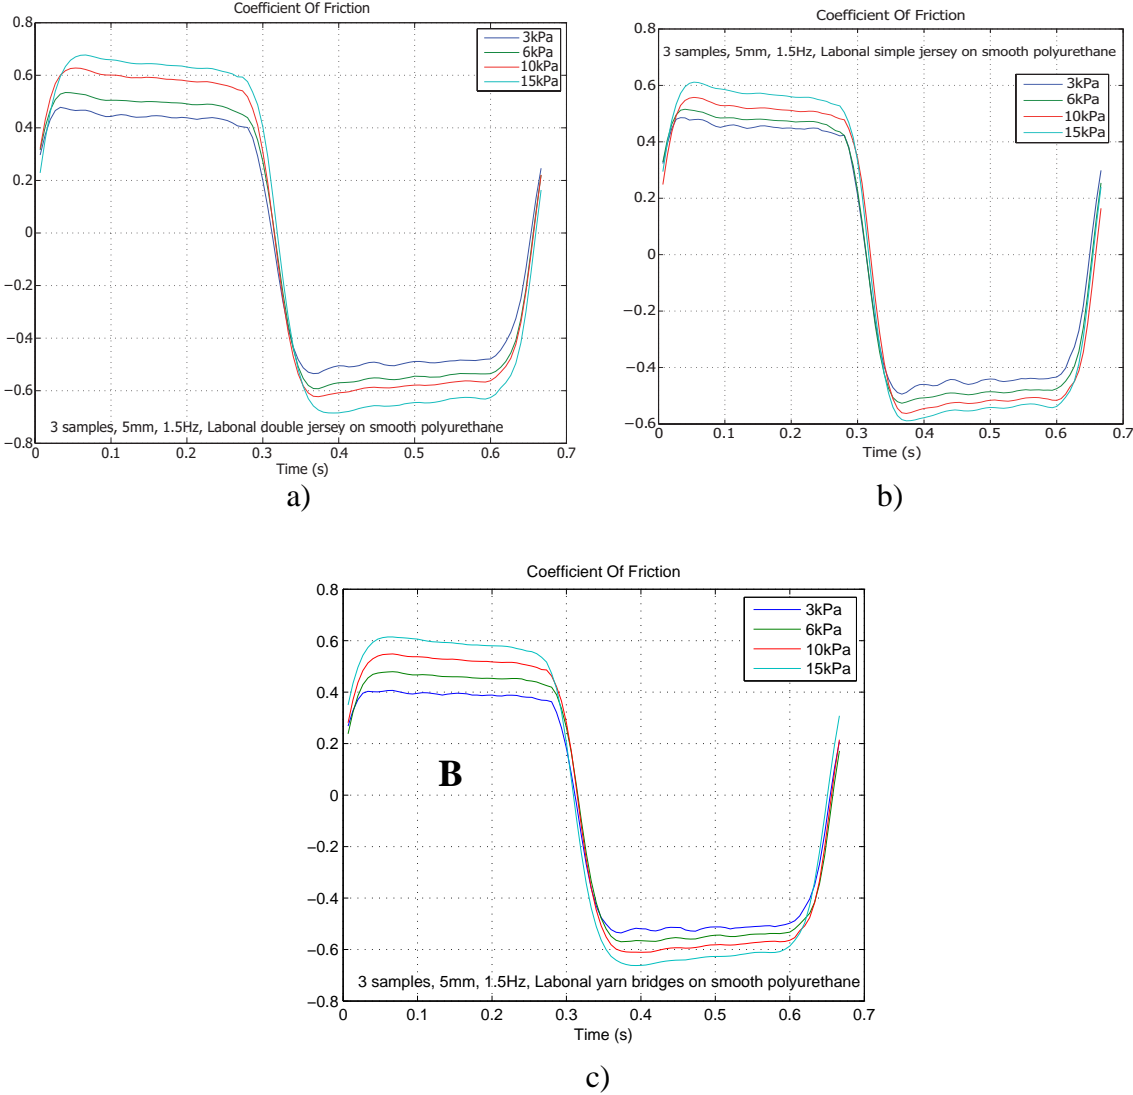 Coefficient Of Friction
0.8
0.6
0.4
0.2
0
−0.2
−0.4
−0.6
−0.8
3kPa
6kPa
10kPa
15kPa
3 samples, 5mm, 1.5Hz, Labonal double jersey on smooth polyurethane
0 0.1 0.2 0.3 0.4 0.5 0.6 0.7
Time (s)
a)
Coefficient Of Friction
0.8
0.6
0.4
0.2
0
−0.2
−0.4
−0.6
3 samples, 5mm, 1.5Hz, Labonal simple jersey on smooth polyurethane
3kPa
6kPa
10kPa
15kPa
0 0.1 0.2 0.3 0.4 0.5 0.6 0.7
Time (s)
b)
Coefficient Of Friction
0.8
0.6
0.4
0.2
0
−0.2
−0.4
−0.6
−0.8
3kPa
6kPa
10kPa
15kPa
B
3 samples, 5mm, 1.5Hz, Labonal yarn bridges on smooth polyurethane
0 0.1 0.2 0.3 0.4 0.5 0.6 0.7
Time (s)
c)